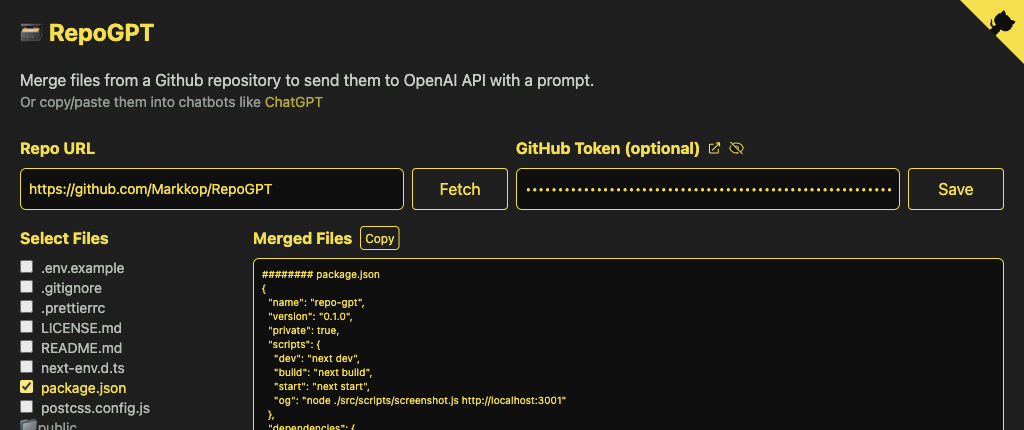 RepoGPT
Merge files from a Github repository to send them to OpenAI API with a prompt.
Or copy/paste them into chatbots like ChatGPT
Repo URL
GitHub Token (optional)
https://github.com/Markkop/RepoGPT
Fetch
Save
Select Files
.env.example
.gitignore
.prettierrc
LICENSE.md
README.md
next-env.d.ts
package.json
postcss.config.js
public
Merged Files
Copy
######## package.json
{
"name": "repo-gpt",
"version": "0.1.0",
"private": true,
"scripts": {
"dev": "next dev",
"build": "next build",
"start": "next start",
"og": "node ./src/scripts/screenshot.js http://localhost:3001"
},
"dependencies": {